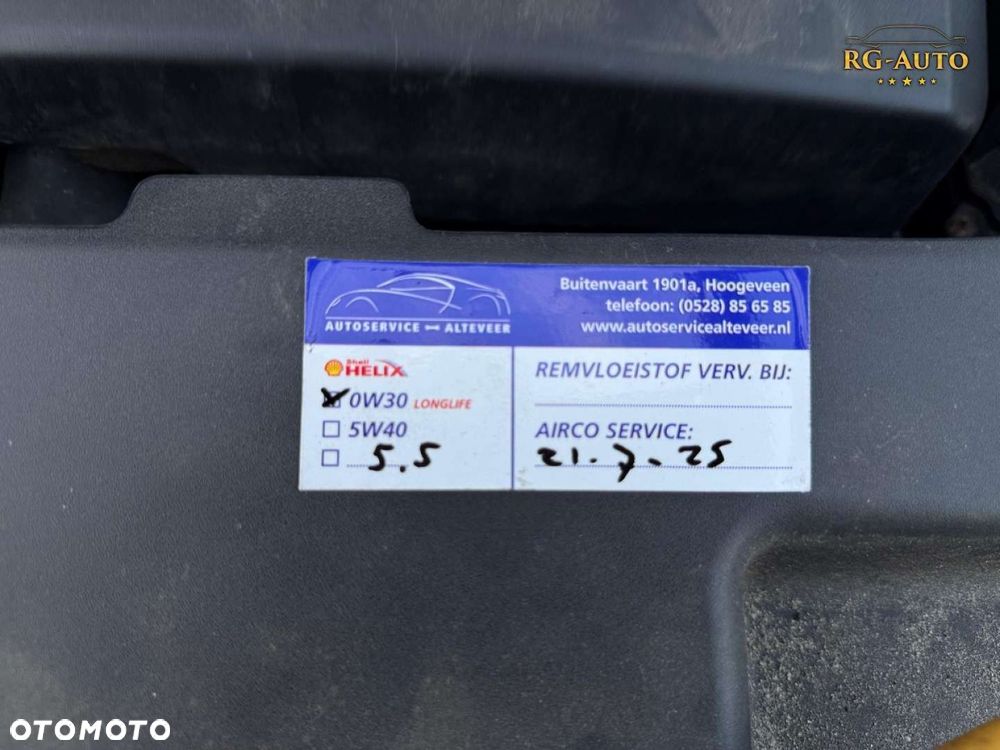 RG-AUTO
AUTOSERVICE ALTEVEER
Buitenvaart 1901a, Hoogeveen
telefoon: (0528) 85 65 85
www.autoservicealteveer.nl
Shell
HELIX
0W30 LONGLIFE
5W40
5.5
REMVLOEISTOF VERV. BIJ:
AIRCO SERVICE:
21.7-25
OTOMOTO